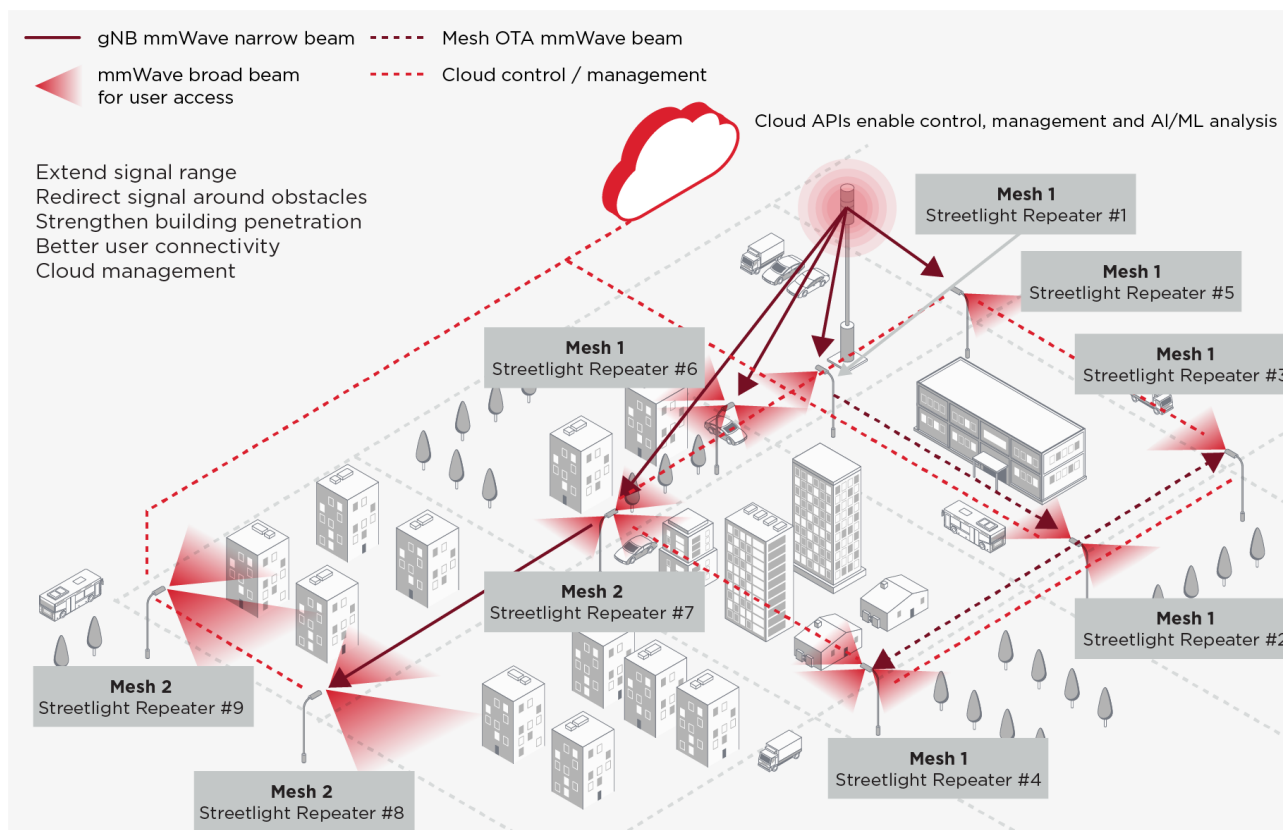 gNB mmWave narrow beam
Mesh OTA mmWave beam
mmWave broad beam
for user access
Cloud control / management
Cloud APIs enable control, management and AI/ML analysis
Extend signal range
Redirect signal around obstacles
Strengthen building penetration
Better user connectivity
Cloud management
Mesh 1
Streetlight Repeater #1
Mesh 1
Streetlight Repeater #5
Mesh 1
Streetlight Repeater #6
Mesh 1
Streetlight Repeater #3
Mesh 2
Streetlight Repeater #7
Mesh 1
Streetlight Repeater #2
Mesh 2
Streetlight Repeater #9
Mesh 1
Streetlight Repeater #4
Mesh 2
Streetlight Repeater #8